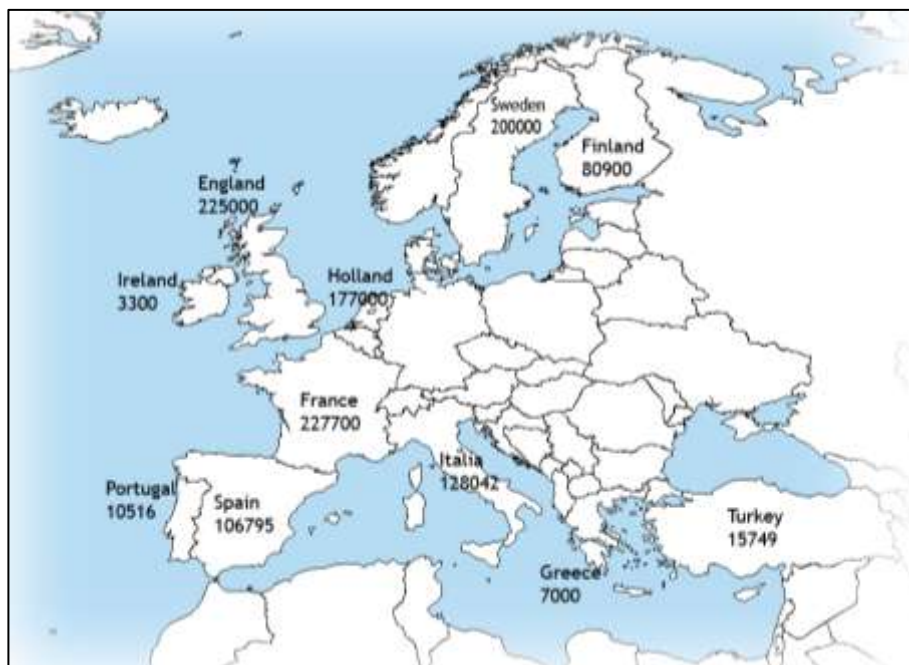 Sweden
200000
Finland
80900
England
225000
Ireland
3300
Holland
177000
France
227700
Italia
128042
Portugal
10516
Spain
106795
Turkey
15749
Greece
7000